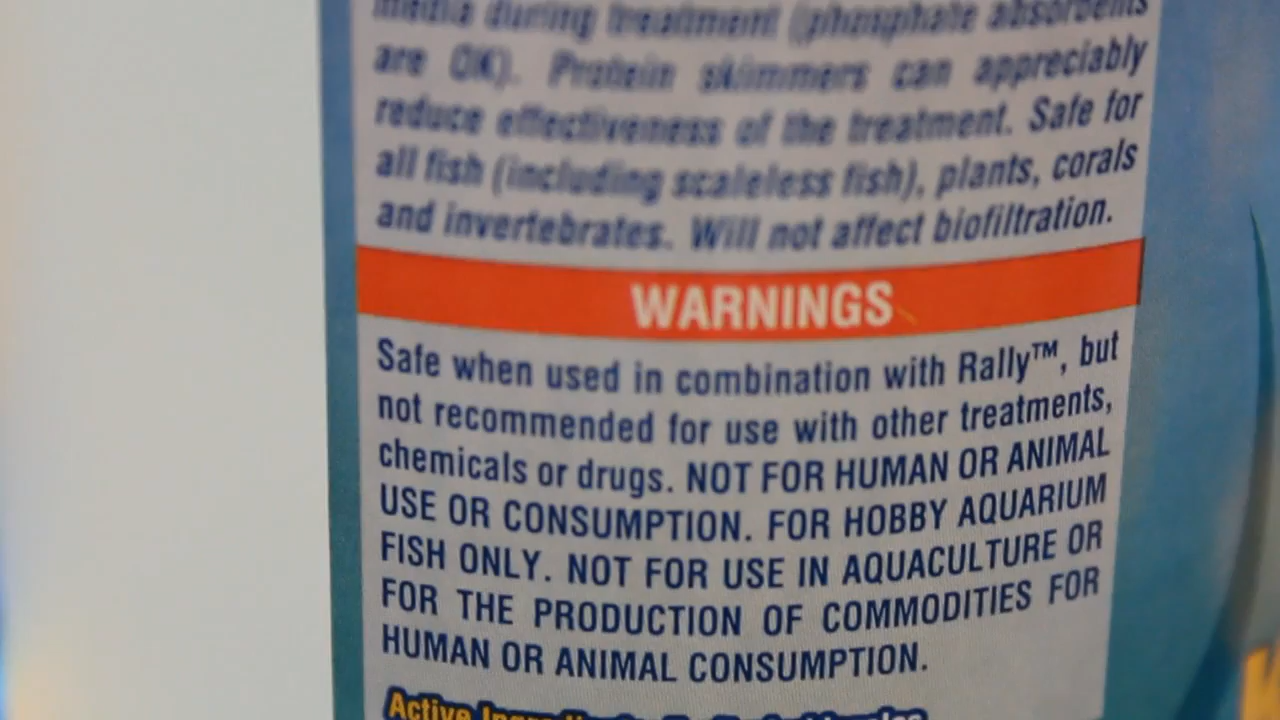 media during treatment (phosphate absorbents
are OK). Protein skimmers can appreciably
reduce effectiveness of the treatment. Safe for
all fish (including scaleless fish), plants, corals
and invertebrates. Will not affect biofiltration.
WARNINGS
Safe when used in combination with Rally™, but
not recommended for use with other treatments,
chemicals or drugs. NOT FOR HUMAN OR ANIMAL
USE OR CONSUMPTION. FOR HOBBY AQUARIUM
FISH ONLY. NOT FOR USE IN AQUACULTURE OR
FOR THE PRODUCTION OF COMMODITIES FOR
HUMAN OR ANIMAL CONSUMPTION.
Active